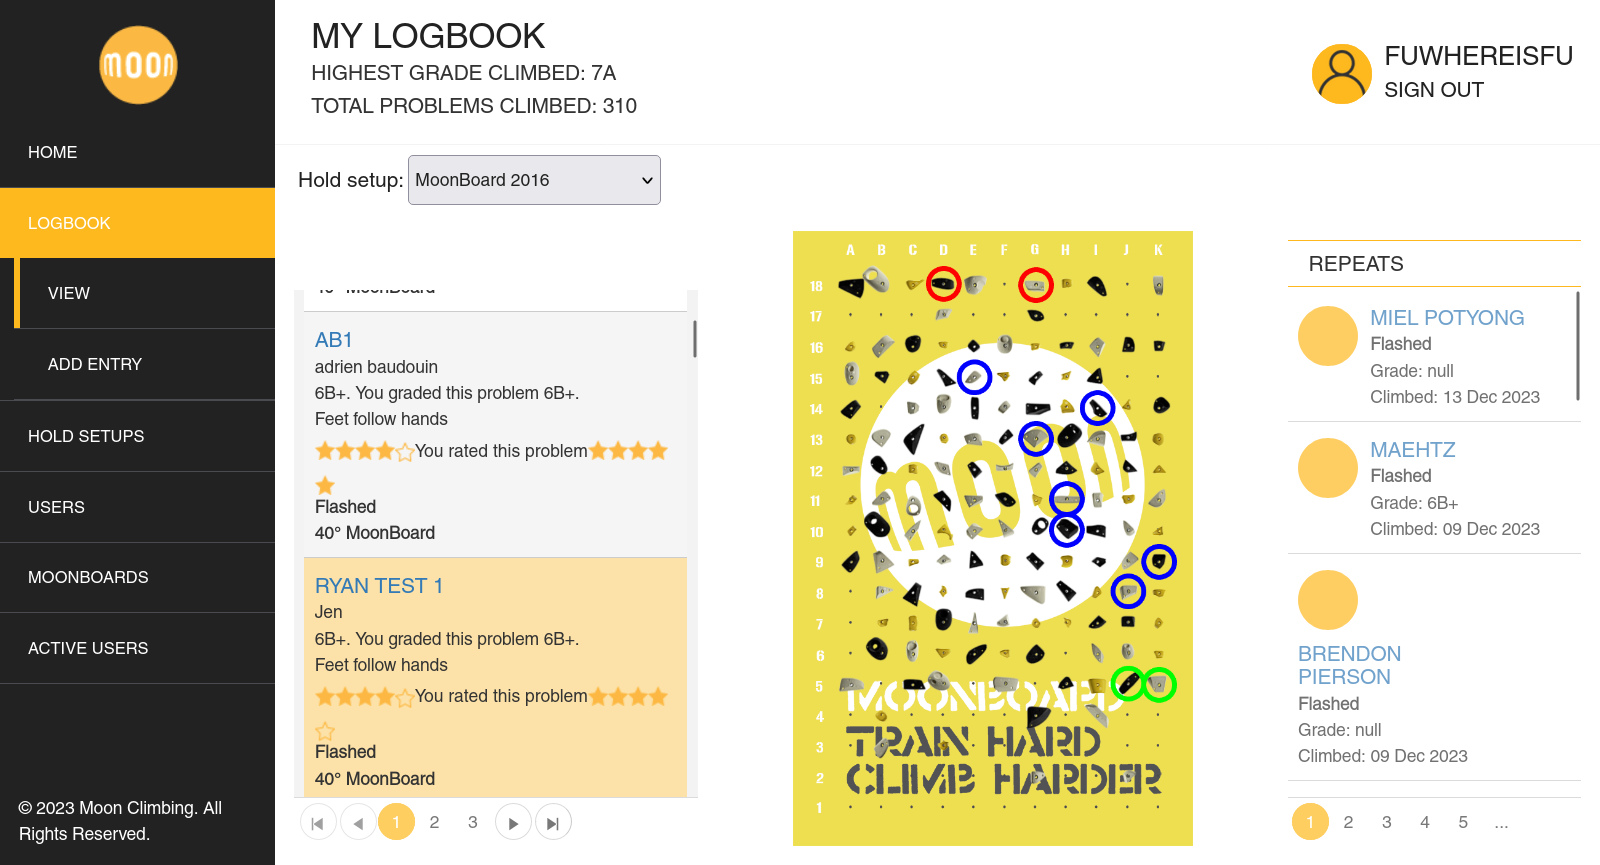 moon
HOME
LOGBOOK
VIEW
ADD ENTRY
HOLD SETUPS
USERS
MOONBOARDS
ACTIVE USERS
© 2023 Moon Climbing. All
Rights Reserved.
MY LOGBOOK
HIGHEST GRADE CLIMBED: 7A
TOTAL PROBLEMS CLIMBED: 310
FUWHEREISFU
SIGN OUT
Hold setup: MoonBoard 2016
40° MoonBoard
AB1
adrien baudouin
6B+. You graded this problem 6B+.
Feet follow hands
You rated this problem
Flashed
40° MoonBoard
RYAN TEST 1
Jen
6B+. You graded this problem 6B+.
Feet follow hands
You rated this problem
Flashed
40° MoonBoard
1 2 3
A B C D E F G H I J K
18
17
16
15
14
13
12
11
10
9
8
7
6
5
4
3
2
1
moon
MOONBOARD
TRAIN HARD
CLIMB HARDER
REPEATS
MIEL POTYONG
Flashed
Grade: null
Climbed: 13 Dec 2023
MAEHTZ
Flashed
Grade: 6B+
Climbed: 09 Dec 2023
BRENDON
PIERSON
Flashed
Grade: null
Climbed: 09 Dec 2023
1 2 3 4 5 ...